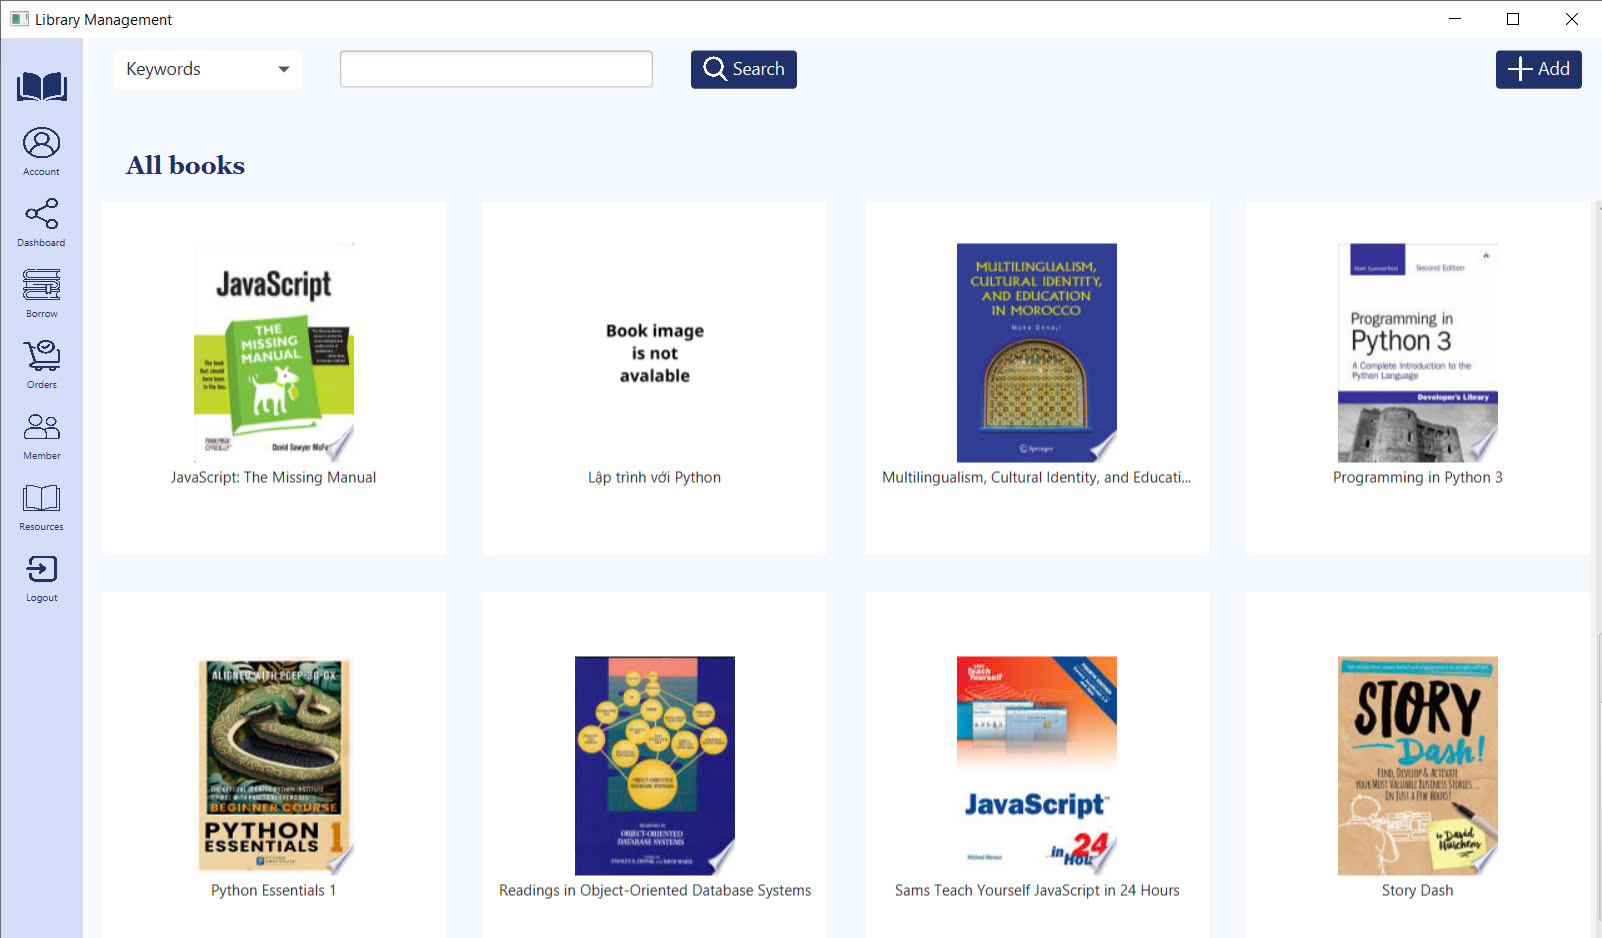 Library Management
Keywords
Search
Add
Account
Dashboard
Borrow
Orders
Member
Resources
Logout
All books
JavaScript
THE
MISSING
MANUAL
O'REILLY
JavaScript: The Missing Manual
Book image
is not
avalable
Lập trình với Python
MULTILINGUALISM,
CULTURAL IDENTITY,
AND EDUCATION
IN MOROCCO
Moha Ennaji
Springer
Multilingualism, Cultural Identity, and Educati...
Mark Summerfield
Second Edition
Programming in
Python 3
A Complete Introduction to the
Python Language
Developer's Library
Programming in Python 3
ALIGNED WITH PCEP-30-0X
BEGINNER COURSE
PYTHON
ESSENTIALS 1
Python Essentials 1
READINGS IN
OBJECT-ORIENTED
DATABASE SYSTEMS
Readings in Object-Oriented Database Systems
Teach
Yourself
JavaScript™
in 24
Sams Teach Yourself JavaScript in 24 Hours
STORY
Dash!
FIND, DEVELOP & ACTIVATE
YOUR MOST VALUABLE BUSINESS STORIES...
IN JUST A FEW HOURS!
by David
Hutchens
Story Dash